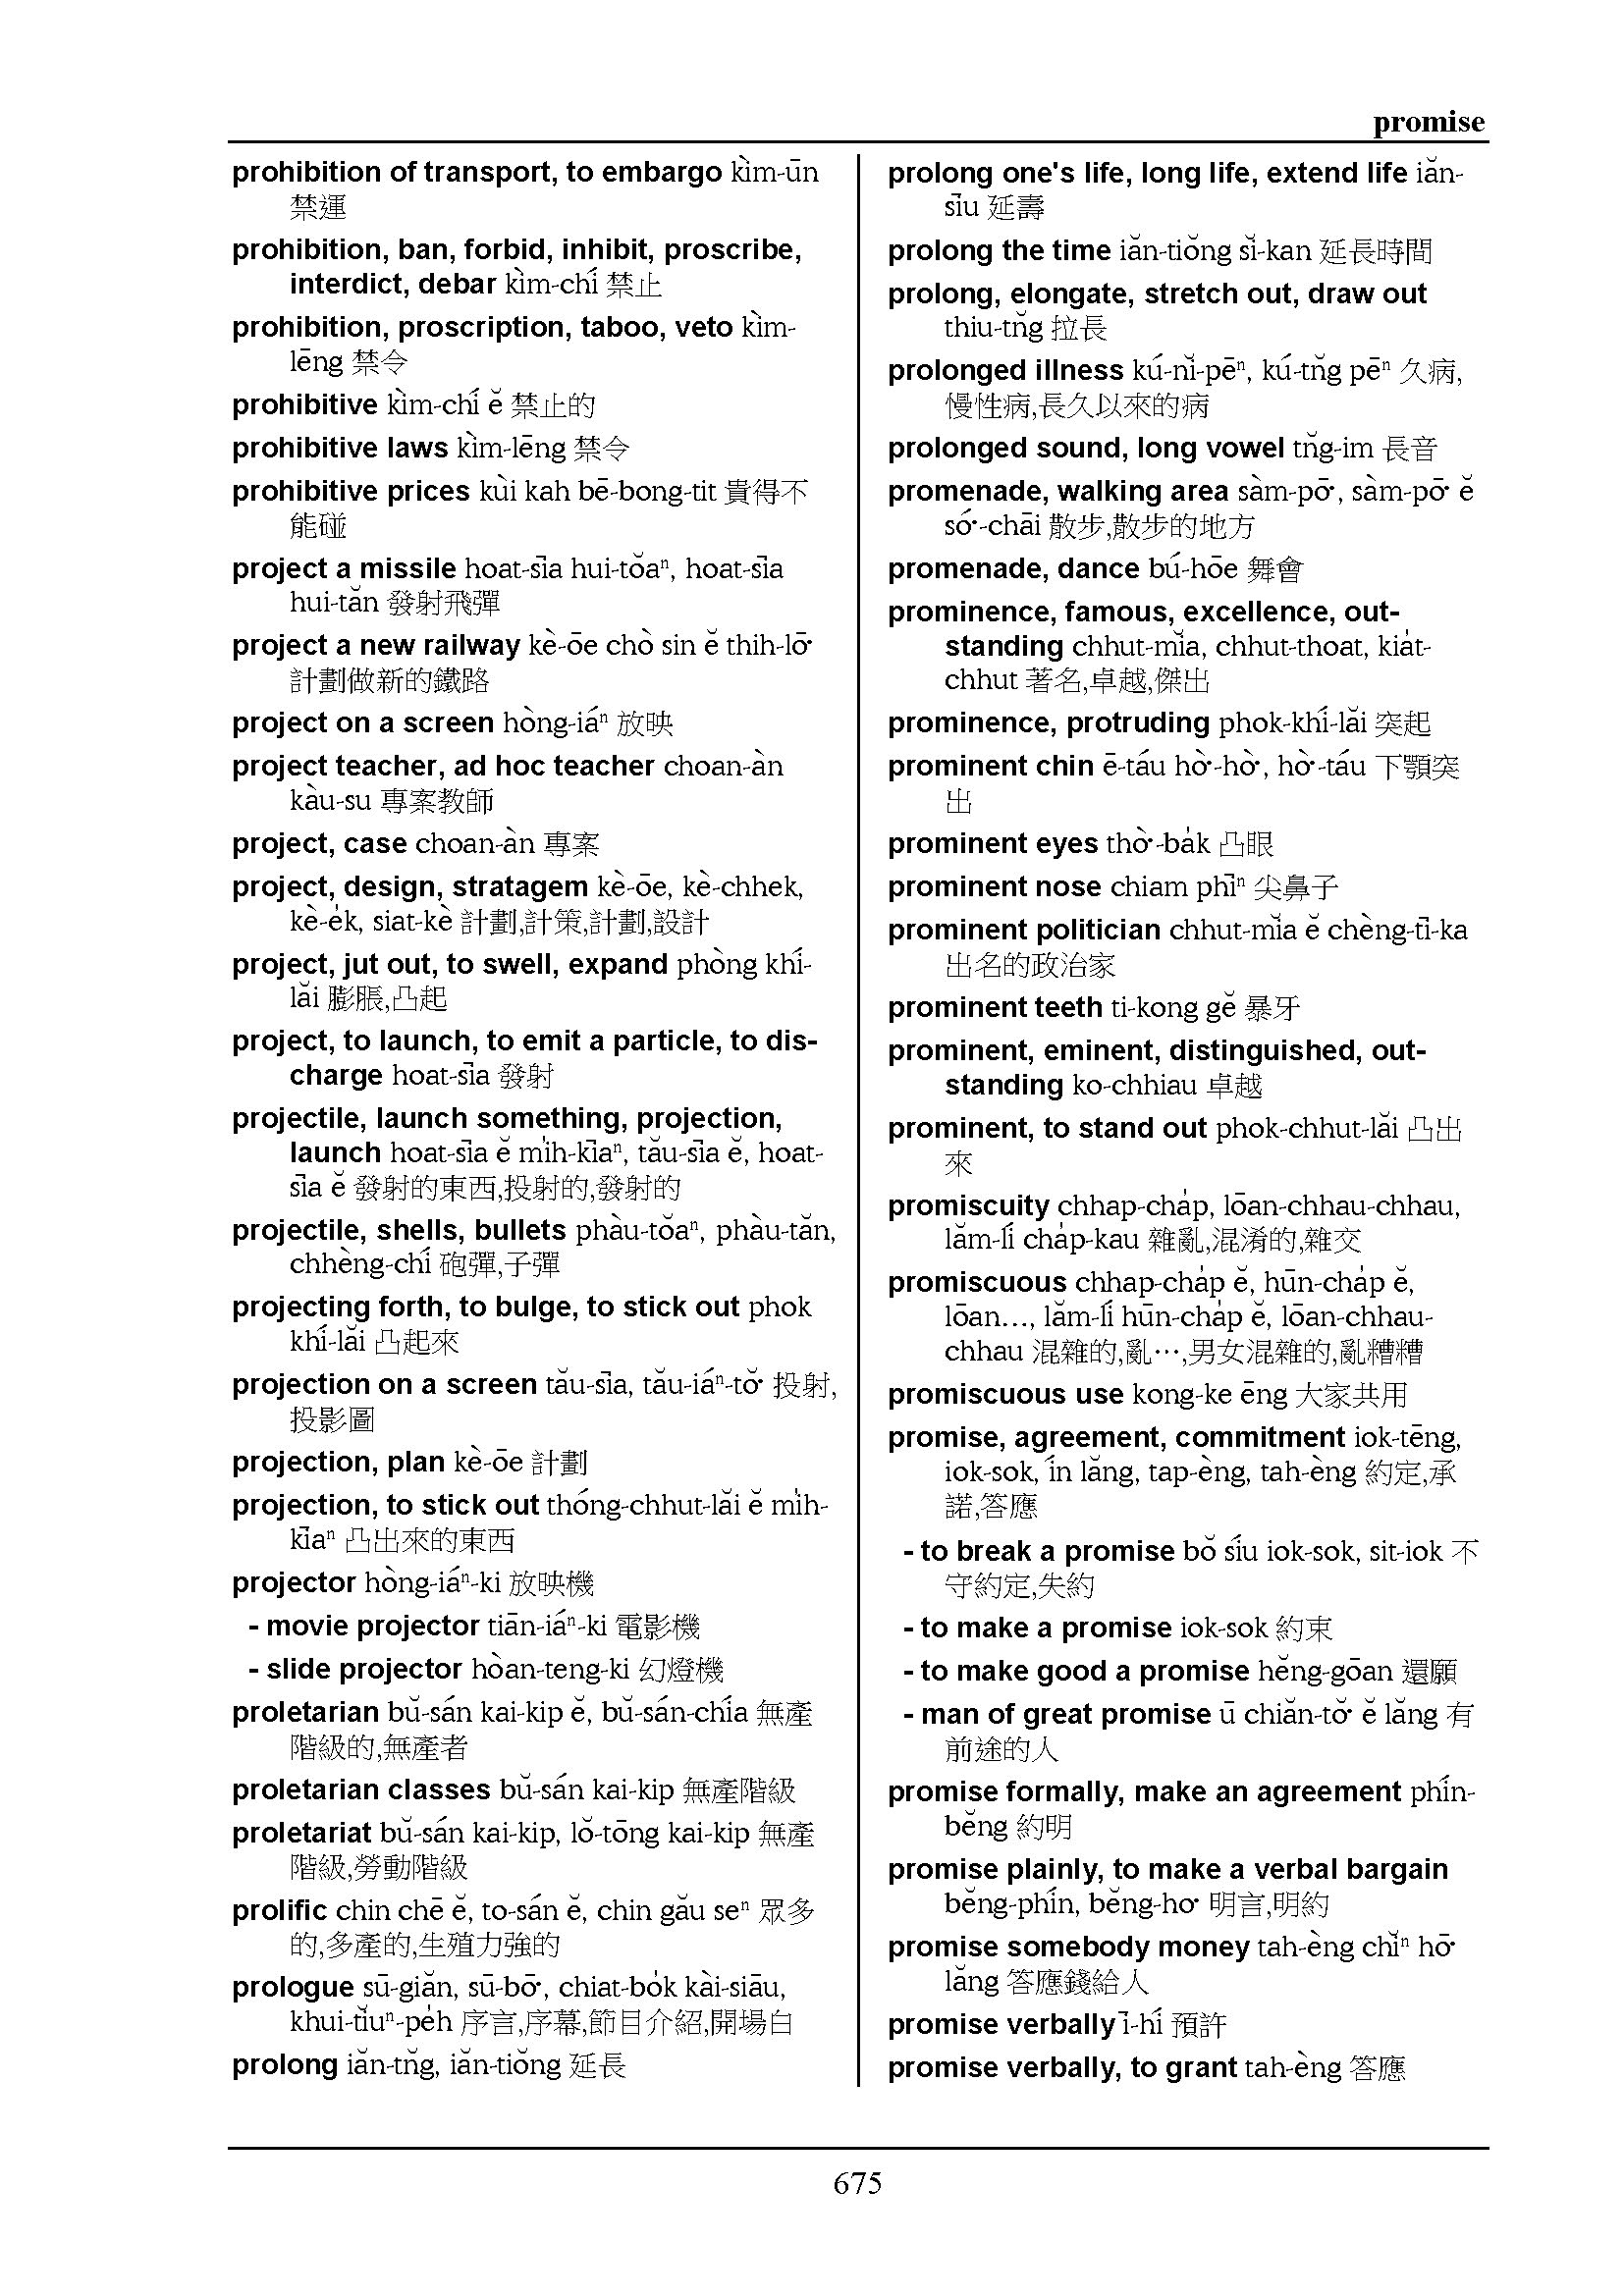 promise
prohibition of transport, to embargo kìm-ūn
禁運
prohibition, ban, forbid, inhibit, proscribe,
interdict, debar kìm-chí 禁止
prohibition, proscription, taboo, veto kìm-
lēng 禁令
prohibitive kìm-chí ĕ 禁止的
prohibitive laws kìm-lēng 禁令
prohibitive prices kùi kah bē-bong-tit 貴得不
能碰
project a missile hoat-sīa hui-tŏaⁿ, hoat-sīa
hui-tăn 發射飛彈
project a new railway kè-ōe chò sin ĕ thih-lō͘
計劃做新的鐵路
project on a screen hòng-iáⁿ 放映
project teacher, ad hoc teacher choan-àn
kàu-su 專案教師
project, case choan-àn 專案
project, design, stratagem kè-ōe, kè-chhek,
kè-e̍k, siat-kè 計劃,計策,計劃,設計
project, jut out, to swell, expand phòng khí-
lăi 膨脹,凸起
project, to launch, to emit a particle, to dis-
charge hoat-sīa 發射
projectile, launch something, projection,
launch hoat-sīa ĕ mi̍h-kīaⁿ, tău-sīa ĕ, hoat-
sīa ĕ 發射的東西,投射的,發射的
projectile, shells, bullets phàu-tŏaⁿ, phàu-tăn,
chhèng-chí 砲彈,子彈
projecting forth, to bulge, to stick out phok
khí-lăi 凸起來
projection on a screen tău-sīa, tău-iáⁿ-tŏ͘ 投射,
投影圖
projection, plan kè-ōe 計劃
projection, to stick out thóng-chhut-lăi ĕ mi̍h-
kīaⁿ 凸出來的東西
projector hòng-iáⁿ-ki 放映機
- movie projector tiān-iáⁿ-ki 電影機
- slide projector hòan-teng-ki 幻燈機
proletarian bŭ-sán kai-kip ĕ, bŭ-sán-chía 無產
階級的,無產者
proletarian classes bŭ-sán kai-kip 無產階級
proletariat bŭ-sán kai-kip, lŏ-tōng kai-kip 無產
階級,勞動階級
prolific chin chē ĕ, to-sán ĕ, chin gău seⁿ 眾多
的,多產的,生殖力強的
prologue sū-giăn, sū-bō͘, chiat-bo̍k kài-siāu,
khui-tĭuⁿ-pe̍h 序言,序幕,節目介紹,開場白
prolong iăn-tn̆g, iăn-tiŏng 延長
prolong one's life, long life, extend life iăn-
sīu 延壽
prolong the time iăn-tiŏng sĭ-kan 延長時間
prolong, elongate, stretch out, draw out
thiu-tn̆g 拉長
prolonged illness kú-nĭ-pēⁿ, kú-tn̆g pēⁿ 久病,
慢性病,長久以來的病
prolonged sound, long vowel tn̆g-im 長音
promenade, walking area sàm-pō͘, sàm-pō͘ ĕ
só͘-chāi 散步,散步的地方
promenade, dance bú-hōe 舞會
prominence, famous, excellence, out-
standing chhut-mĭa, chhut-thoat, kia̍t-
chhut 著名,卓越,傑出
prominence, protruding phok-khí-lăi 突起
prominent chin ē-táu hò͘-hò͘, hò͘-táu 下顎突
出
prominent eyes thò͘-ba̍k 凸眼
prominent nose chiam phīⁿ 尖鼻子
prominent politician chhut-mĭa ĕ chèng-tī-ka
出名的政治家
prominent teeth ti-kong gĕ 暴牙
prominent, eminent, distinguished, out-
standing ko-chhiau 卓越
prominent, to stand out phok-chhut-lăi 凸出
來
promiscuity chhap-cha̍p, lōan-chhau-chhau,
lăm-lí cha̍p-kau 雜亂,混淆的,雜交
promiscuous chhap-cha̍p ĕ, hūn-cha̍p ĕ,
lōan…, lăm-lí hūn-cha̍p ĕ, lōan-chhau-
chhau 混雜的,亂⋯,男女混雜的,亂糟糟
promiscuous use kong-ke ēng 大家共用
promise, agreement, commitment iok-tēng,
iok-sok, ín lăng, tap-èng, tah-èng 約定,承
諾,答應
- to break a promise bŏ síu iok-sok, sit-iok 不
守約定,失約
- to make a promise iok-sok 約束
- to make good a promise hĕng-gōan 還願
- man of great promise ū chiăn-tŏ͘ ĕ lăng 有
前途的人
promise formally, make an agreement phín-
bĕng 約明
promise plainly, to make a verbal bargain
bĕng-phín, bĕng-ho͘ 明言,明約
promise somebody money tah-èng chĭⁿ hō͘
lăng 答應錢給人
promise verbally ī-hí 預許
promise verbally, to grant tah-èng 答應
675